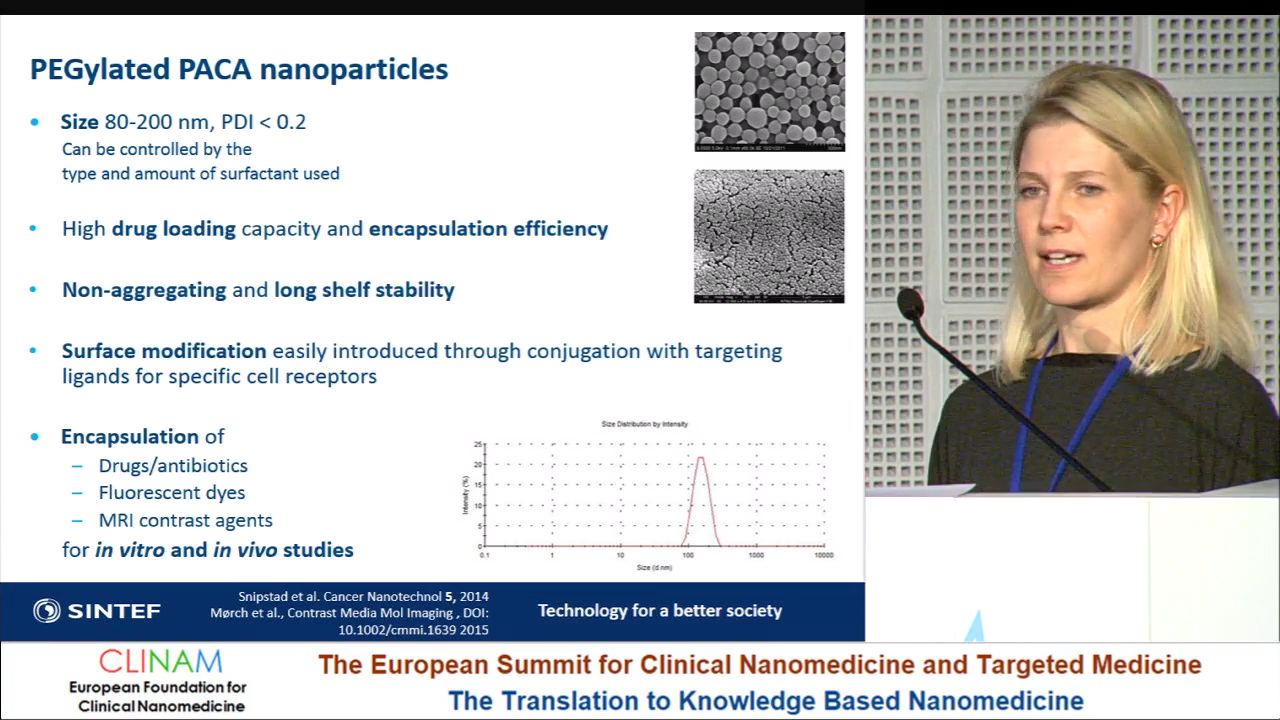 PEGylated PACA nanoparticles
• Size 80-200 nm, PDI < 0.2
Can be controlled by the
type and amount of surfactant used
• High drug loading capacity and encapsulation efficiency
• Non-aggregating and long shelf stability
• Surface modification easily introduced through conjugation with targeting
ligands for specific cell receptors
• Encapsulation of
– Drugs/antibiotics
– Fluorescent dyes
– MRI contrast agents
for in vitro and in vivo studies
Size Distribution by Intensity
Intensity (%)
25
20
15
10
5
0
0.1 1 10 100 1000 10000
Size (d.nm)
SINTEF
Snipstad et al. Cancer Nanotechnol 5, 2014
Mørch et al., Contrast Media Mol Imaging , DOI:
10.1002/cmmi.1639 2015
Technology for a better society
CLINAM
European Foundation for
Clinical Nanomedicine
The European Summit for Clinical Nanomedicine and Targeted Medicine
The Translation to Knowledge Based Nanomedicine